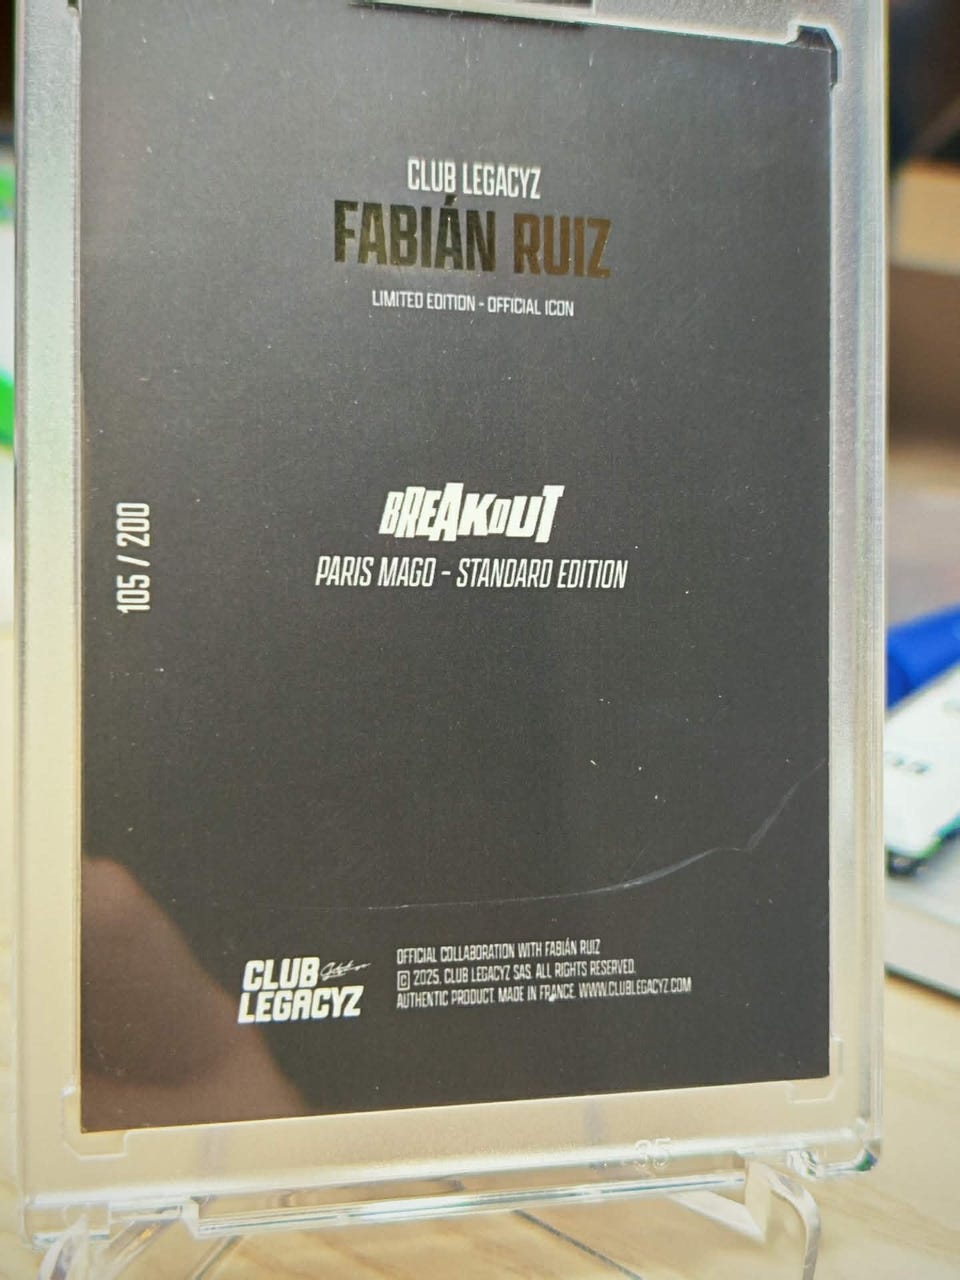 CLUB LEGACYZ
FABIÁN RUIZ
LIMITED EDITION - OFFICIAL ICON
BREAKOUT
PARIS MAGO - STANDARD EDITION
105 / 200
CLUB
LEGACYZ
OFFICIAL COLLABORATION WITH FABIÁN RUIZ
© 2025, CLUB LEGACYZ SAS. ALL RIGHTS RESERVED.
AUTHENTIC PRODUCT. MADE IN FRANCE. WWW.CLUBLEGACYZ.COM
35